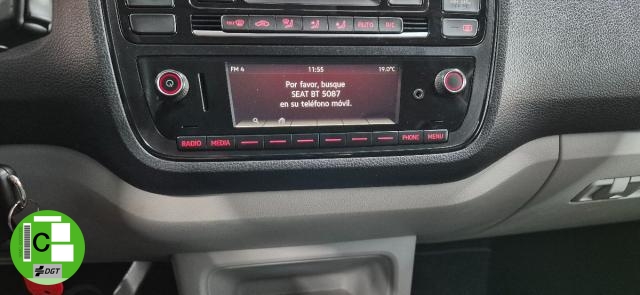 AUTO A/C
FM 4 11:55 19.0°C
Por favor, busque
SEAT BT 5087
en su teléfono móvil.
RADIO MEDIA PHONE MENU
C
DGT